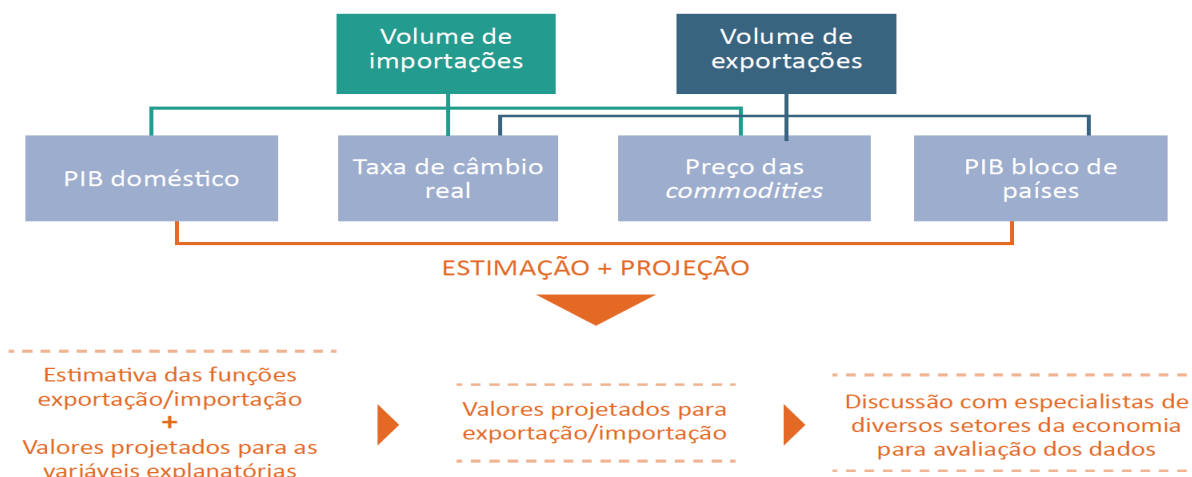 Volume de
importações
Volume de
exportações
PIB doméstico
Taxa de câmbio
real
Preço das
commodities
PIB bloco de
países
ESTIMAÇÃO + PROJEÇÃO
Estimativa das funções
exportação/importação
+
Valores projetados para as
variáveis explanatórias
Valores projetados para
exportação/importação
Discussão com especialistas de
diversos setores da economia
para avaliação dos dados